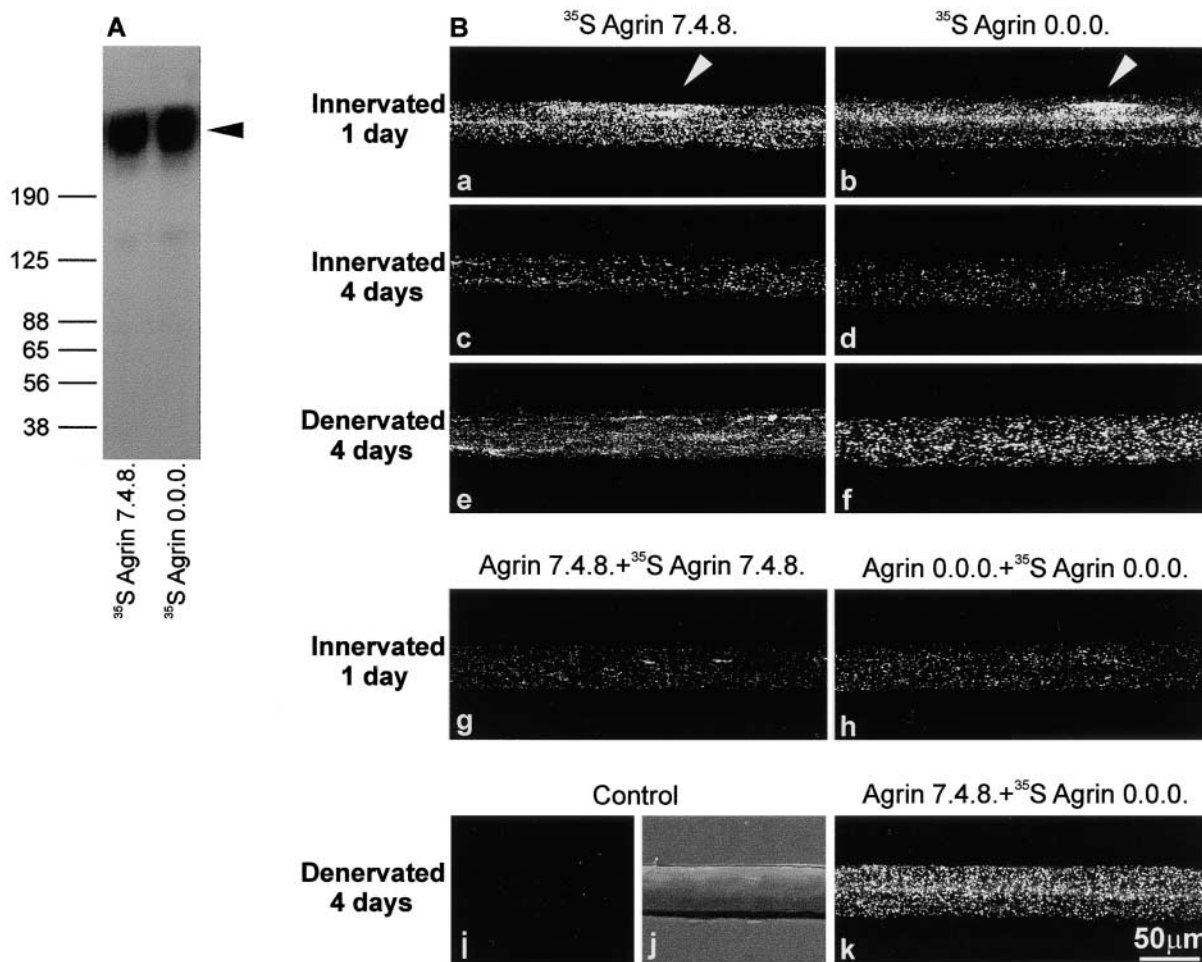 A
190
125
88
65
56
38
³⁵S Agrin 7.4.8.
³⁵S Agrin 0.0.0.
B
³⁵S Agrin 7.4.8.
³⁵S Agrin 0.0.0.
Innervated
1 day
a
b
Innervated
4 days
c
d
Denervated
4 days
e
f
Agrin 7.4.8.+³⁵S Agrin 7.4.8.
Agrin 0.0.0.+³⁵S Agrin 0.0.0.
Innervated
1 day
g
h
Control
Agrin 7.4.8.+³⁵S Agrin 0.0.0.
Denervated
4 days
i
j
k
50μm